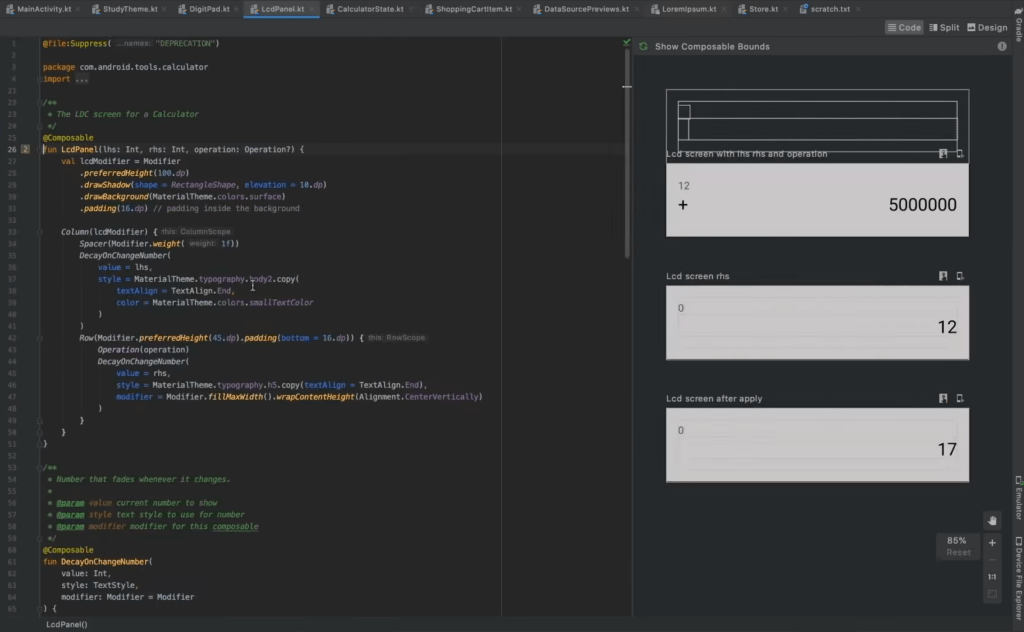 MainActivity.kt StudyTheme.kt DigitPad.kt LcdPanel.kt CalculatorState.kt ShoppingCartItem.kt DataSourcePreviews.kt LoremIpsum.kt Store.kt scratch.txt
Code Split Design
Gradle
Show Composable Bounds
1 @file:Suppress( ...names: "DEPRECATION")
2
3 package com.android.tools.calculator
4 import ...
21
22 /**
23 * The LDC screen for a Calculator
24 */
25 @Composable
26 2 fun LcdPanel(lhs: Int, rhs: Int, operation: Operation?) {
27 val lcdModifier = Modifier
28 .preferredHeight(100.dp)
29 .drawShadow(shape = RectangleShape, elevation = 10.dp)
30 .drawBackground(MaterialTheme.colors.surface)
31 .padding(16.dp) // padding inside the background
32
33 Column(lcdModifier) { this: ColumnScope
34 Spacer(Modifier.weight( weight: 1f))
35 DecayOnChangeNumber(
36 value = lhs,
37 style = MaterialTheme.typography.body2.copy(
38 textAlign = TextAlign.End,
39 color = MaterialTheme.colors.smallTextColor
40 )
41 )
42 Row(Modifier.preferredHeight(45.dp).padding(bottom = 16.dp)) { this: RowScope
43 Operation(operation)
44 DecayOnChangeNumber(
45 value = rhs,
46 style = MaterialTheme.typography.h5.copy(textAlign = TextAlign.End),
47 modifier = Modifier.fillMaxWidth().wrapContentHeight(Alignment.CenterVertically)
48 )
49 }
50 }
51 }
52
53 /**
54 * Number that fades whenever it changes.
55 *
56 * @param value current number to show
57 * @param style text style to use for number
58 * @param modifier modifier for this composable
59 */
60 @Composable
61 fun DecayOnChangeNumber(
62 value: Int,
63 style: TextStyle,
64 modifier: Modifier = Modifier
65 ) {
LcdPanel()
Lcd screen with lhs rhs and operation
12
+ 5000000
Lcd screen rhs
0
12
Lcd screen after apply
0
17
85%
Reset
+
1:1
Emulator
Device File Explorer